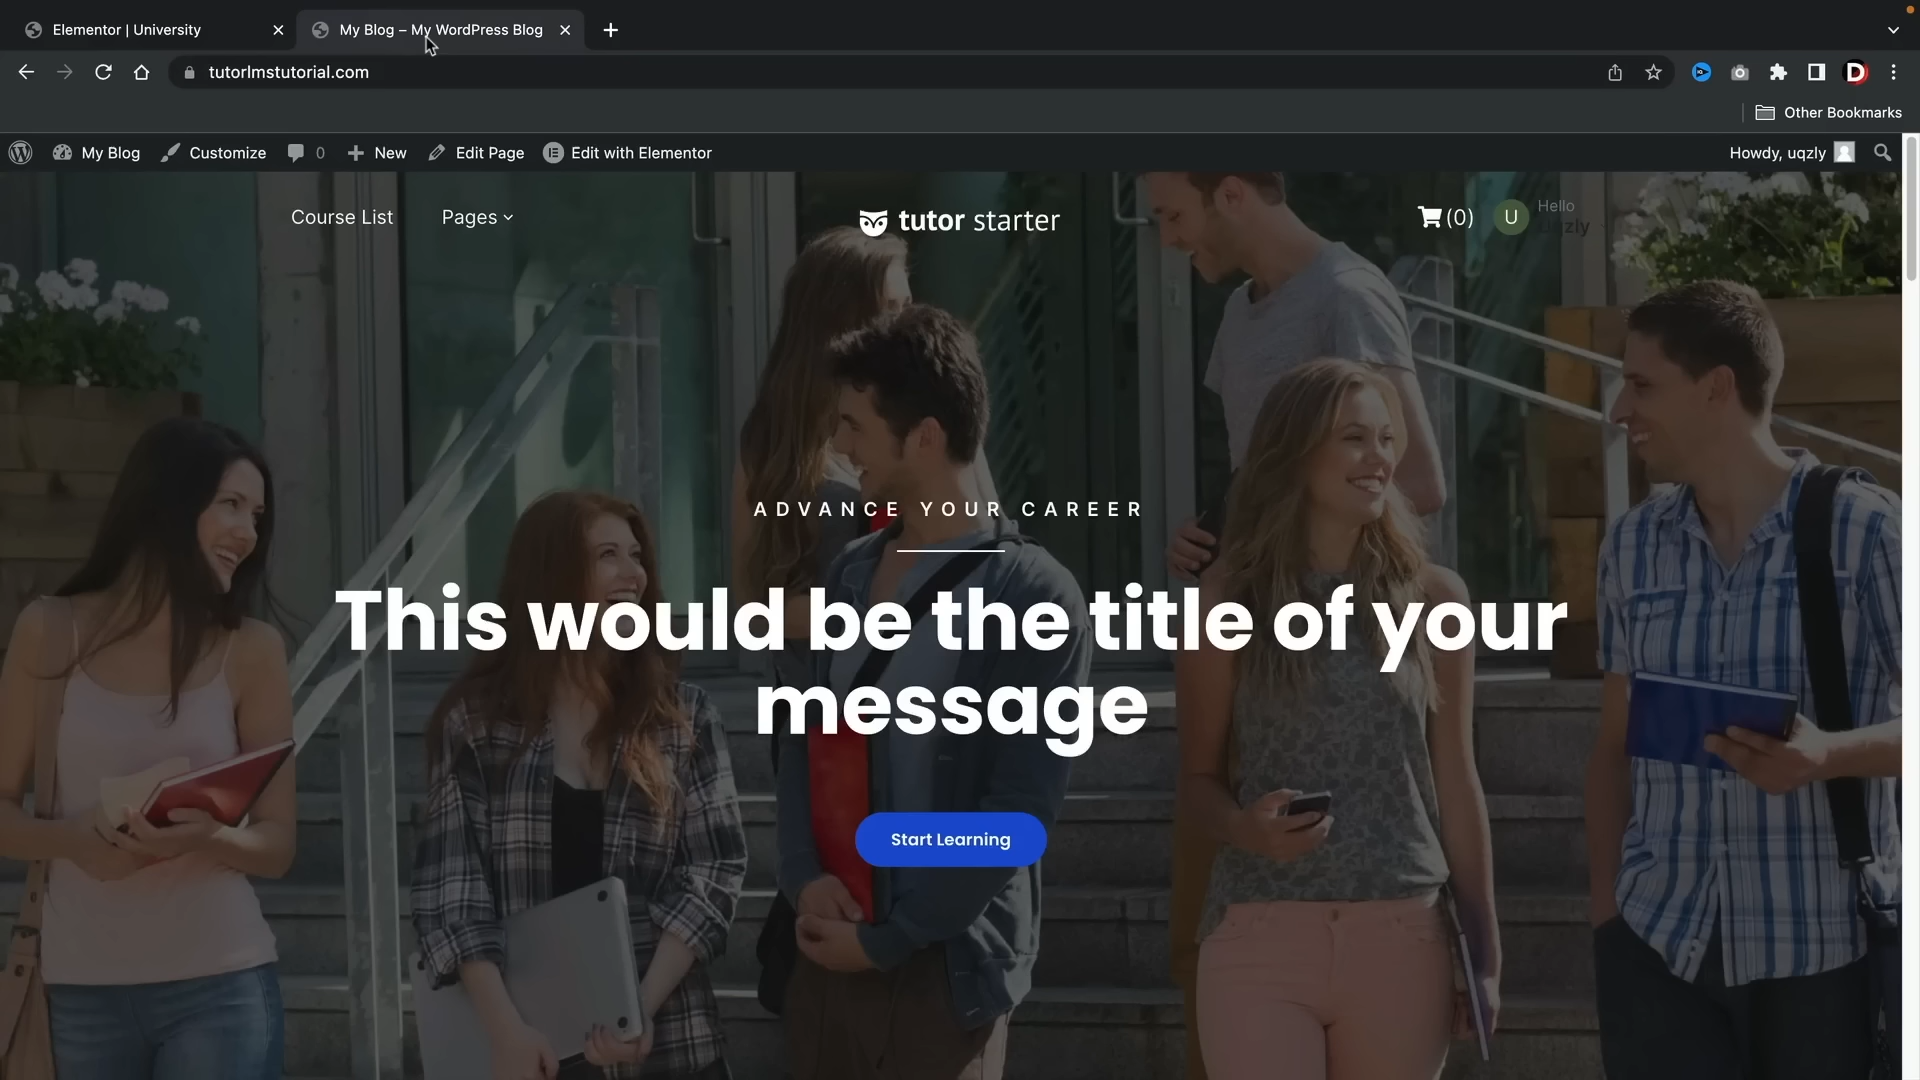 Elementor | University
My Blog – My WordPress Blog
tutorlmstutorial.com
Other Bookmarks
My Blog
Customize
0
New
Edit Page
Edit with Elementor
Howdy, uqzly
Course List
Pages
tutor starter
(0)
U
Hello
Uqzly
ADVANCE YOUR CAREER
This would be the title of your
message
Start Learning